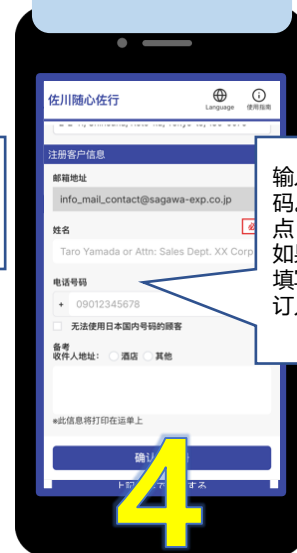 佐川随心佐行
Language
使用指南
注册客户信息
邮箱地址
info_mail_contact@sagawa-exp.co.jp
姓名
Taro Yamada or Attn: Sales Dept. XX Corp
电话号码
+ 09012345678
无法使用日本国内号码的顾客
备考
收件人地址： 酒店 其他
*此信息将打印在运单上
确认
4
输入
码。
点
如果
填写
订